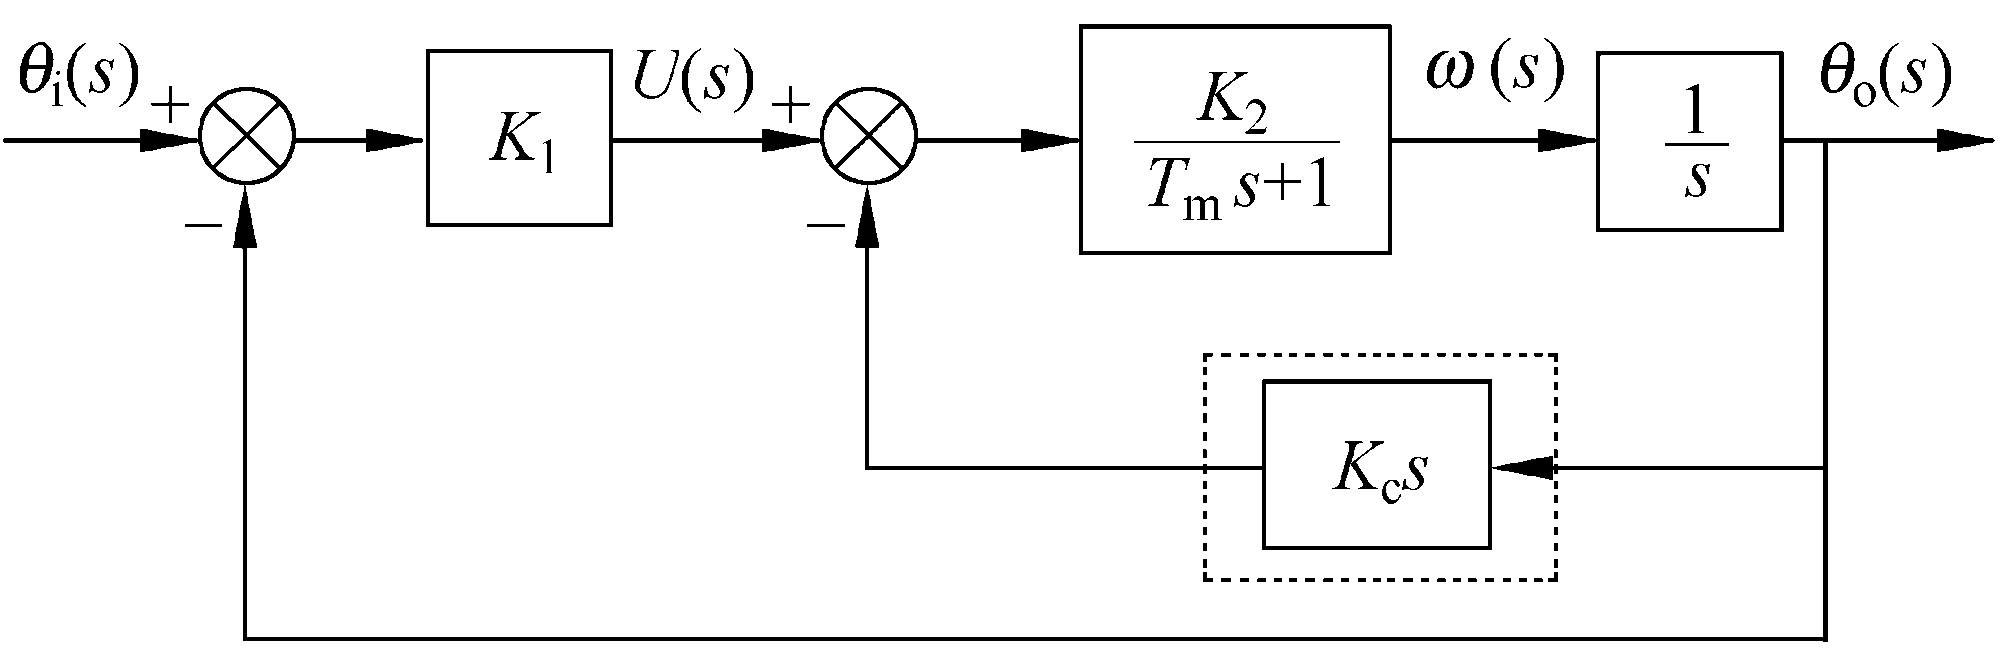 θi(s) + K1 U(s) + K2 ω(s) 1 θo(s)
Tm s+1 s
− −
Kcs